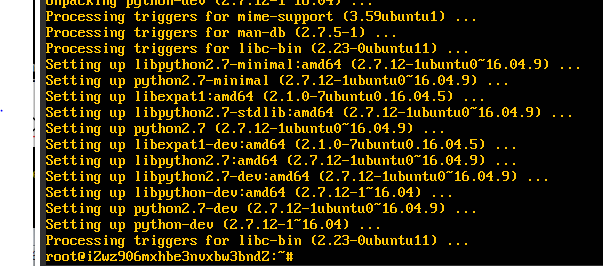 Unpacking python-dev (2.7.12-1~16.04) ...
Processing triggers for mime-support (3.59ubuntu1) ...
Processing triggers for man-db (2.7.5-1) ...
Processing triggers for libc-bin (2.23-0ubuntu11) ...
Setting up libpython2.7-minimal:amd64 (2.7.12-1ubuntu0~16.04.9) ...
Setting up python2.7-minimal (2.7.12-1ubuntu0~16.04.9) ...
Setting up libexpat1:amd64 (2.1.0-7ubuntu0.16.04.5) ...
Setting up libpython2.7-stdlib:amd64 (2.7.12-1ubuntu0~16.04.9) ...
Setting up python2.7 (2.7.12-1ubuntu0~16.04.9) ...
Setting up libexpat1-dev:amd64 (2.1.0-7ubuntu0.16.04.5) ...
Setting up libpython2.7:amd64 (2.7.12-1ubuntu0~16.04.9) ...
Setting up libpython2.7-dev:amd64 (2.7.12-1ubuntu0~16.04.9) ...
Setting up libpython-dev:amd64 (2.7.12-1~16.04) ...
Setting up python2.7-dev (2.7.12-1ubuntu0~16.04.9) ...
Setting up python-dev (2.7.12-1~16.04) ...
Processing triggers for libc-bin (2.23-0ubuntu11) ...
root@iZwz906mxhbe3nvxbw3bndZ:~#